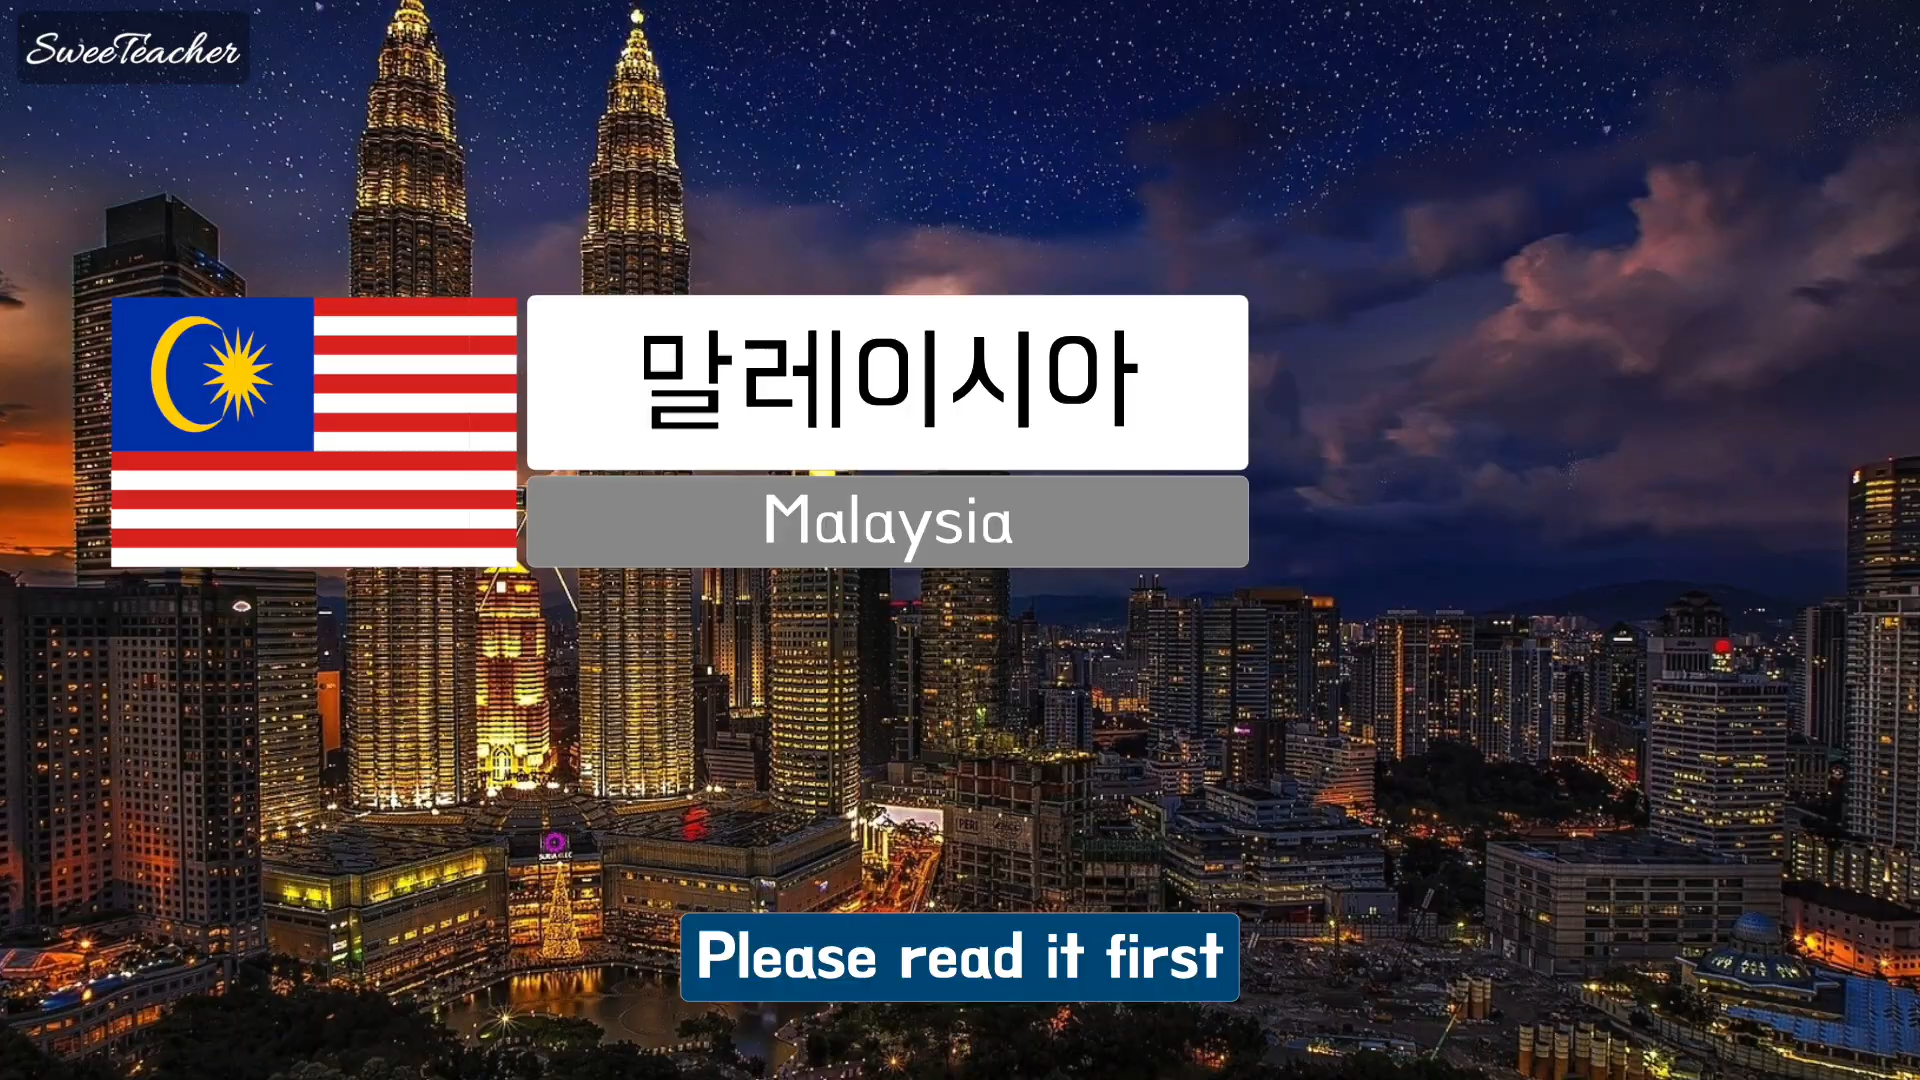 SweeTeacher
말레이시아
Malaysia
Please read it first